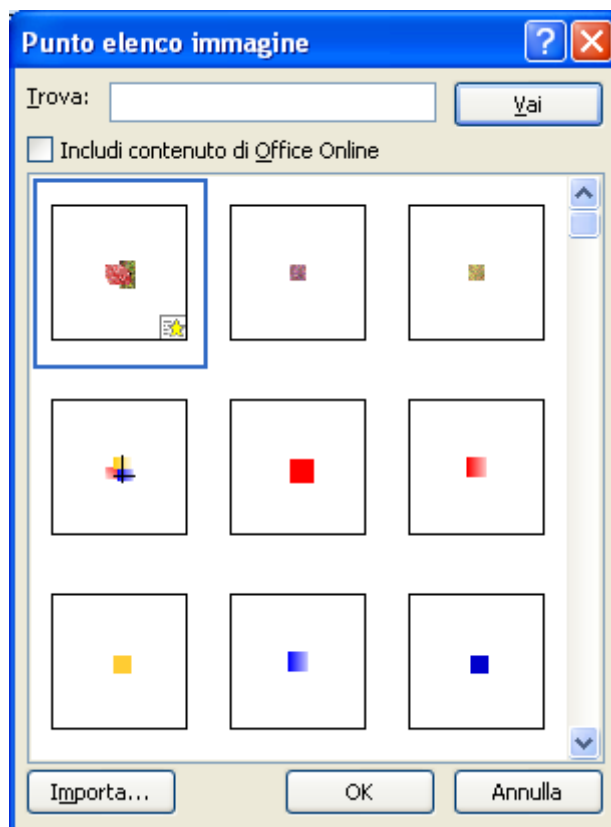 Punto elenco immagine
Trova:
Vai
Includi contenuto di Office Online
Importa...
OK
Annulla